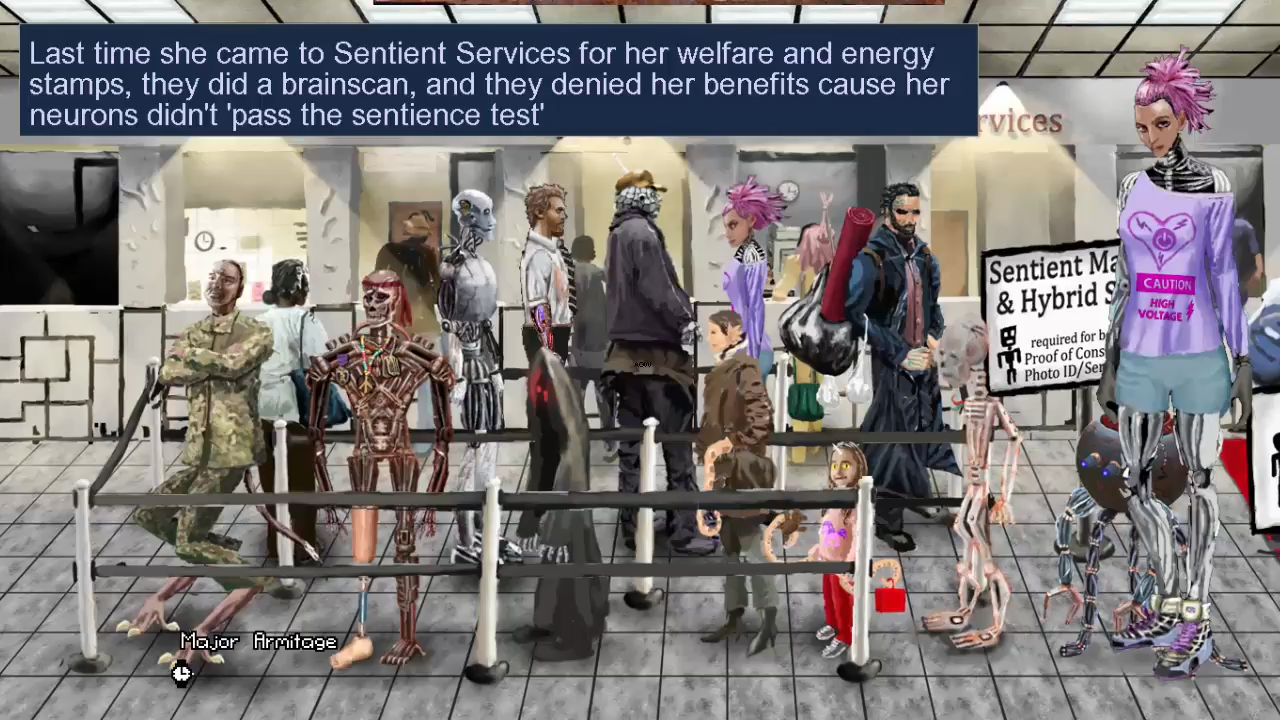 Last time she came to Sentient Services for her welfare and energy
stamps, they did a brainscan, and they denied her benefits cause her
neurons didn't 'pass the sentience test'
rvices
Sentient Ma
& Hybrid S
required for b
Proof of Cons
Photo ID/Ser
CAUTION
HIGH
VOLTAGE
Major Armitage